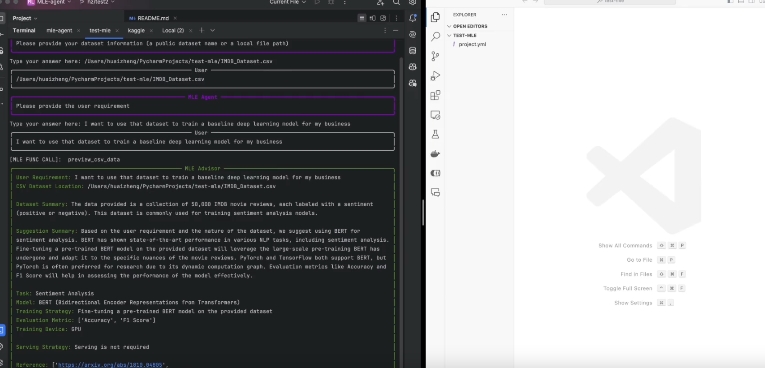 MLE-agent
hzrtest2
Current File
Project
README.md
Terminal
mle-agent
test-mle
kaggle
Local (2)
Please provide your dataset information (a public dataset name or a local file path)
Type your answer here: /Users/huaizheng/PycharmProjects/test-mle/IMDB_Dataset.csv
User
/Users/huaizheng/PycharmProjects/test-mle/IMDB_Dataset.csv
MLE Agent
Please provide the user requirement
Type your answer here: I want to use that dataset to train a baseline deep learning model for my business
User
I want to use that dataset to train a baseline deep learning model for my business
[MLE FUNC CALL]: preview_csv_data
MLE Advisor
User Requirement: I want to use that dataset to train a baseline deep learning model for my business
CSV Dataset Location: /Users/huaizheng/PycharmProjects/test-mle/IMDB_Dataset.csv
Dataset Summary: The data provided is a collection of 50,000 IMDB movie reviews, each labeled with a sentiment
(positive or negative). This dataset is commonly used for training sentiment analysis models.
Suggestion Summary: Based on the user requirement and the nature of the dataset, we suggest using BERT for
sentiment analysis. BERT has shown state-of-the-art performance in various NLP tasks, including sentiment analysis.
Fine-tuning a pre-trained BERT model on the provided dataset will leverage the large-scale pre-training BERT has
undergone and adapt it to the specific nuances of the movie reviews. PyTorch and TensorFlow both support BERT, but
PyTorch is often preferred for research due to its dynamic computation graph. Evaluation metrics like Accuracy and
F1 Score will help in assessing the performance of the model effectively.
Task: Sentiment Analysis
Model: BERT (Bidirectional Encoder Representations from Transformers)
Training Strategy: Fine-tuning a pre-trained BERT model on the provided dataset
Evaluation Metric: ['Accuracy', 'F1 Score']
Training Device: GPU
Serving Strategy: Serving is not required
Reference: ['https://arxiv.org/abs/1810.04805',
EXPLORER
OPEN EDITORS
TEST-MLE
project.yml
test-mle
Show All Commands ⇧ ⌘ P
Go to File ⌘ P
Find in Files ⇧ ⌘ F
Toggle Full Screen ⌃ ⌘ F
Show Settings ⌘ ,